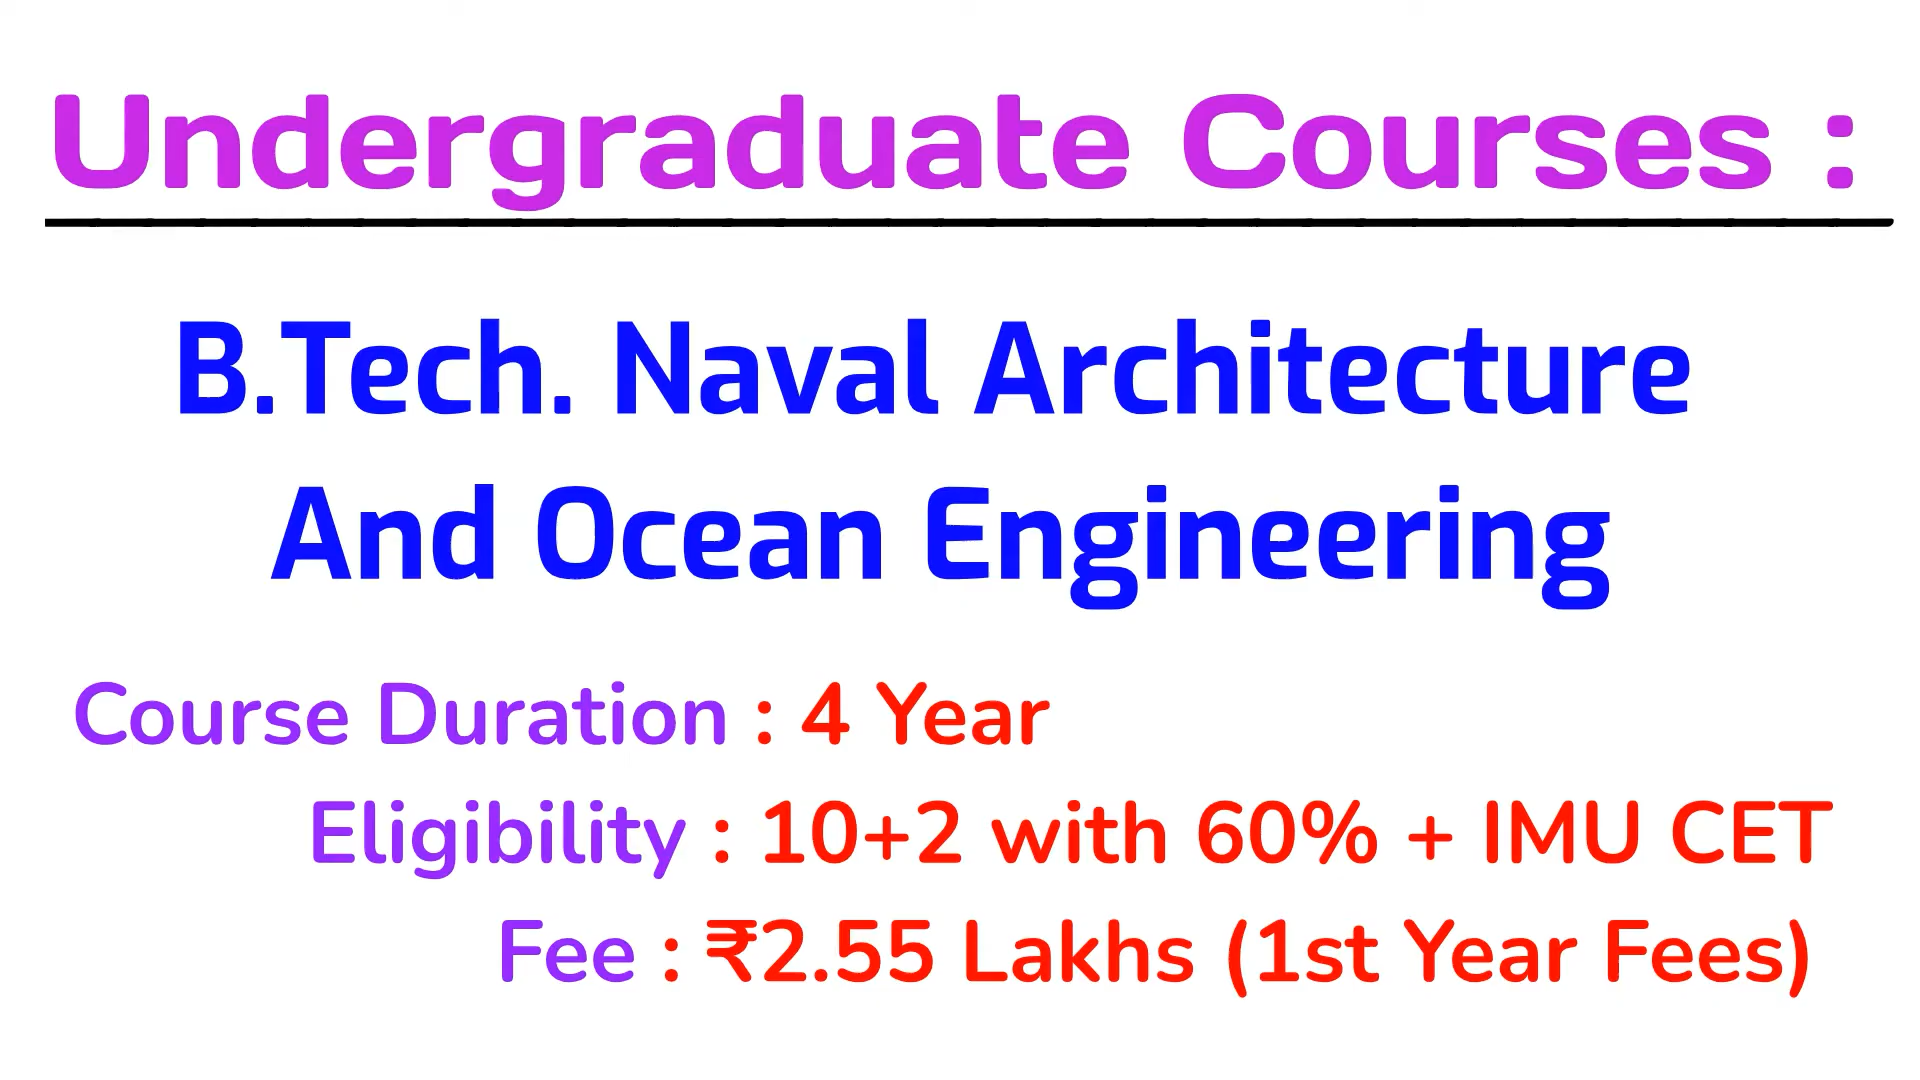 Undergraduate Courses :
B.Tech. Naval Architecture
And Ocean Engineering
Course Duration : 4 Year
Eligibility : 10+2 with 60% + IMU CET
Fee : ₹2.55 Lakhs (1st Year Fees)